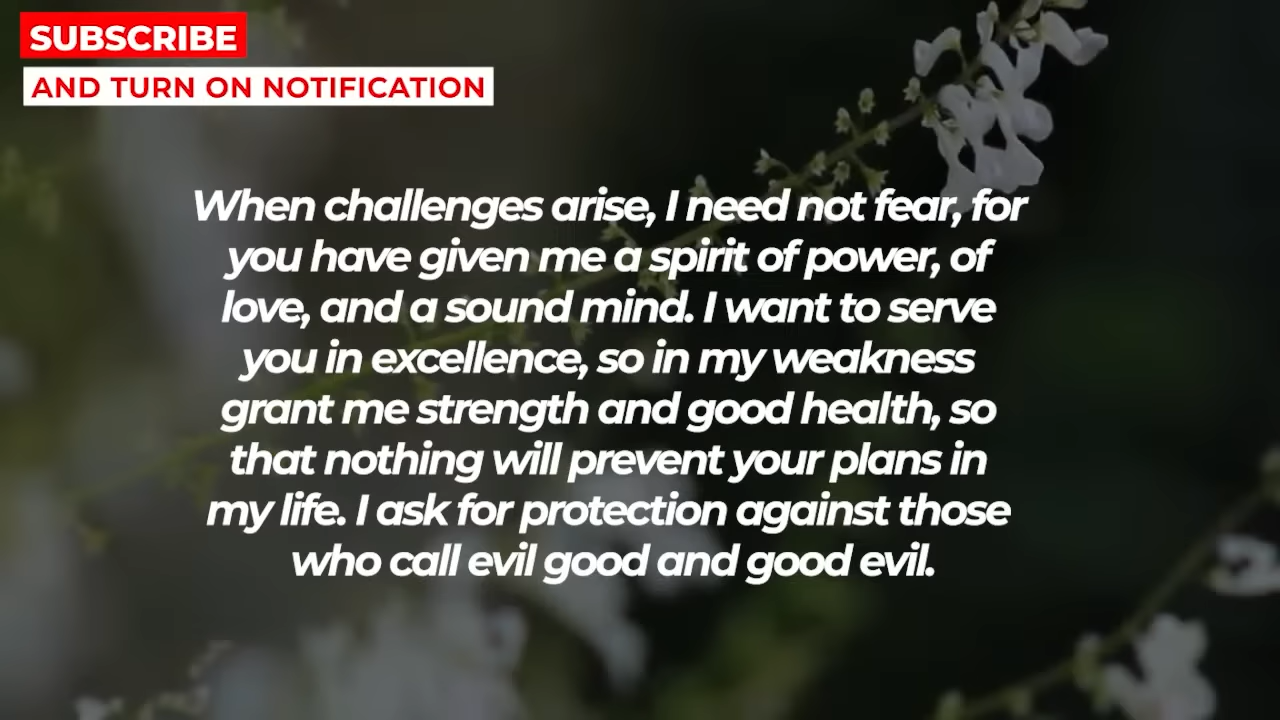 SUBSCRIBE
AND TURN ON NOTIFICATION
When challenges arise, I need not fear, for
you have given me a spirit of power, of
love, and a sound mind. I want to serve
you in excellence, so in my weakness
grant me strength and good health, so
that nothing will prevent your plans in
my life. I ask for protection against those
who call evil good and good evil.